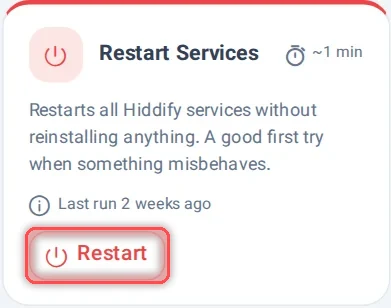 Restart Services
~1 min
Restarts all Hiddify services without
reinstalling anything. A good first try
when something misbehaves.
Last run 2 weeks ago
Restart